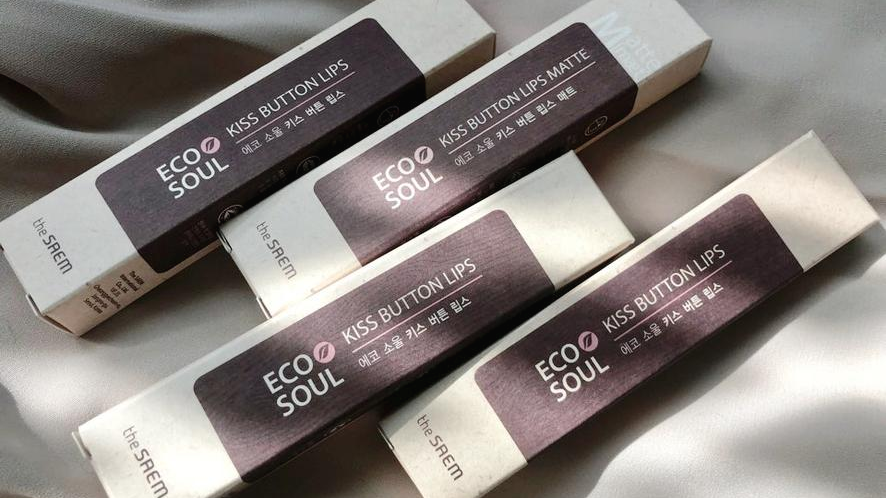 the SAEM
ECO
SOUL
KISS BUTTON LIPS
에코 소울 키스 버튼 립스
the SAEM
ECO
SOUL
KISS BUTTON LIPS MATTE
에코 소울 키스 버튼 립스 매트
Matte
the SAEM
ECO
SOUL
KISS BUTTON LIPS
에코 소울 키스 버튼 립스
the SAEM
ECO
SOUL
KISS BUTTON LIPS
에코 소울 키스 버튼 립스